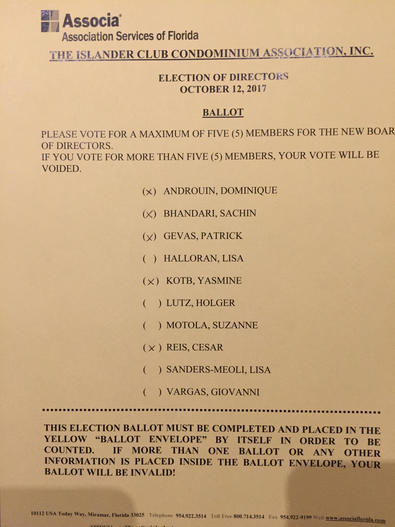 Associa®
Association Services of Florida
THE ISLANDER CLUB CONDOMINIUM ASSOCIATION, INC.
ELECTION OF DIRECTORS
OCTOBER 12, 2017
BALLOT
PLEASE VOTE FOR A MAXIMUM OF FIVE (5) MEMBERS FOR THE NEW BOAR
OF DIRECTORS.
IF YOU VOTE FOR MORE THAN FIVE (5) MEMBERS, YOUR VOTE WILL BE
VOIDED.
(x) ANDROUIN, DOMINIQUE
(x) BHANDARI, SACHIN
(x) GEVAS, PATRICK
( ) HALLORAN, LISA
(x) KOTB, YASMINE
( ) LUTZ, HOLGER
( ) MOTOLA, SUZANNE
(x) REIS, CESAR
( ) SANDERS-MEOLI, LISA
( ) VARGAS, GIOVANNI
THIS ELECTION BALLOT MUST BE COMPLETED AND PLACED IN THE
YELLOW “BALLOT ENVELOPE” BY ITSELF IN ORDER TO BE
COUNTED. IF MORE THAN ONE BALLOT OR ANY OTHER
INFORMATION IS PLACED INSIDE THE BALLOT ENVELOPE, YOUR
BALLOT WILL BE INVALID!
10112 USA Today Way, Miramar, Florida 33025 Telephone 954.922.3514 Toll Free 800.714.3514 Fax 954.922-0199 Web www.associaflorida.com